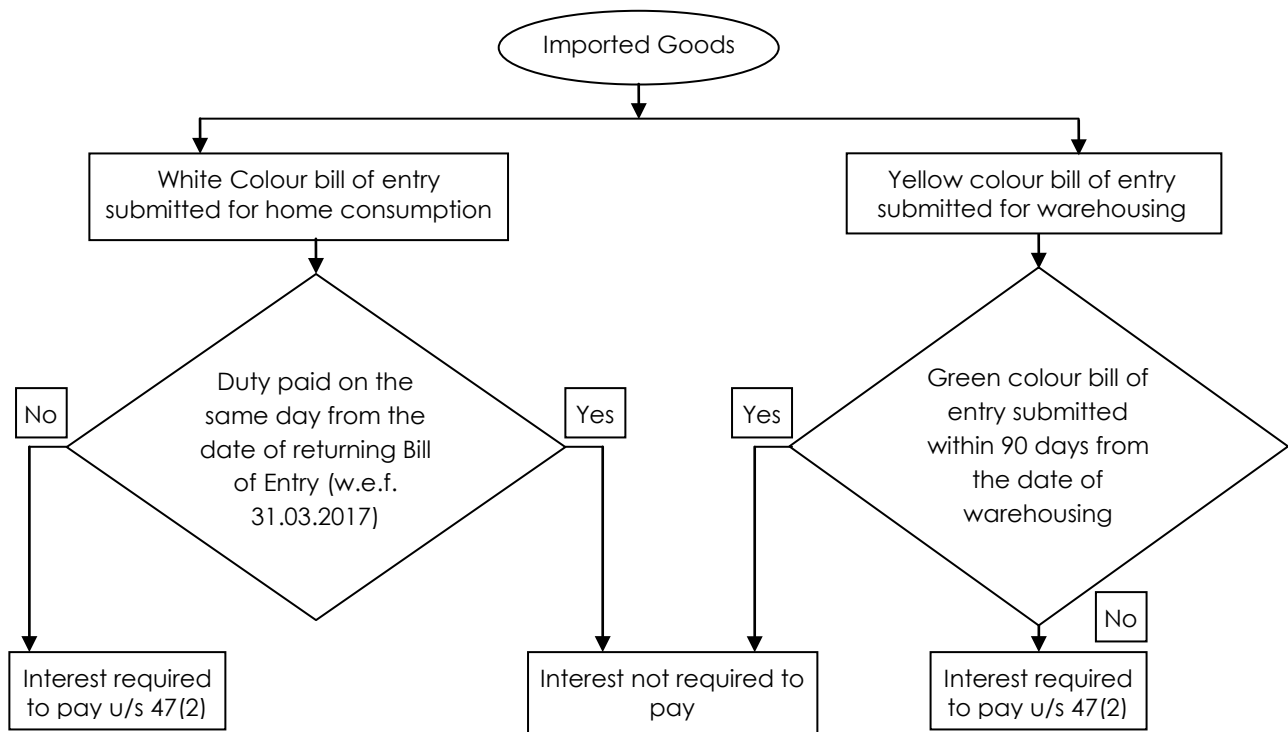 Imported Goods
White Colour bill of entry
submitted for home consumption
Yellow colour bill of entry
submitted for warehousing
Duty paid on the
same day from the
date of returning Bill
of Entry (w.e.f.
31.03.2017)
No
Yes
Yes
Green colour bill of
entry submitted
within 90 days from
the date of
warehousing
No
Interest required
to pay u/s 47(2)
Interest not required to
pay
Interest required
to pay u/s 47(2)